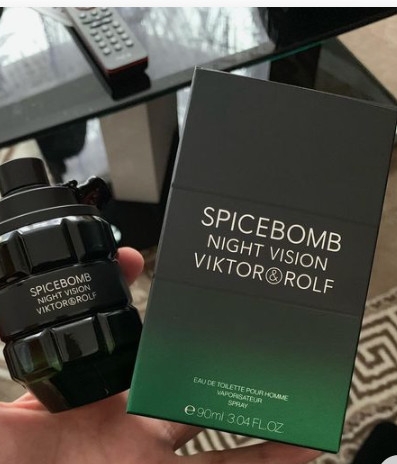 SPICEBOMB
NIGHT VISION
VIKTOR&ROLF
SPICEBOMB
NIGHT VISION
VIKTOR&ROLF
EAU DE TOILETTE POUR HOMME
VAPORISATEUR
SPRAY
℮ 90ml 3.04 FL.OZ